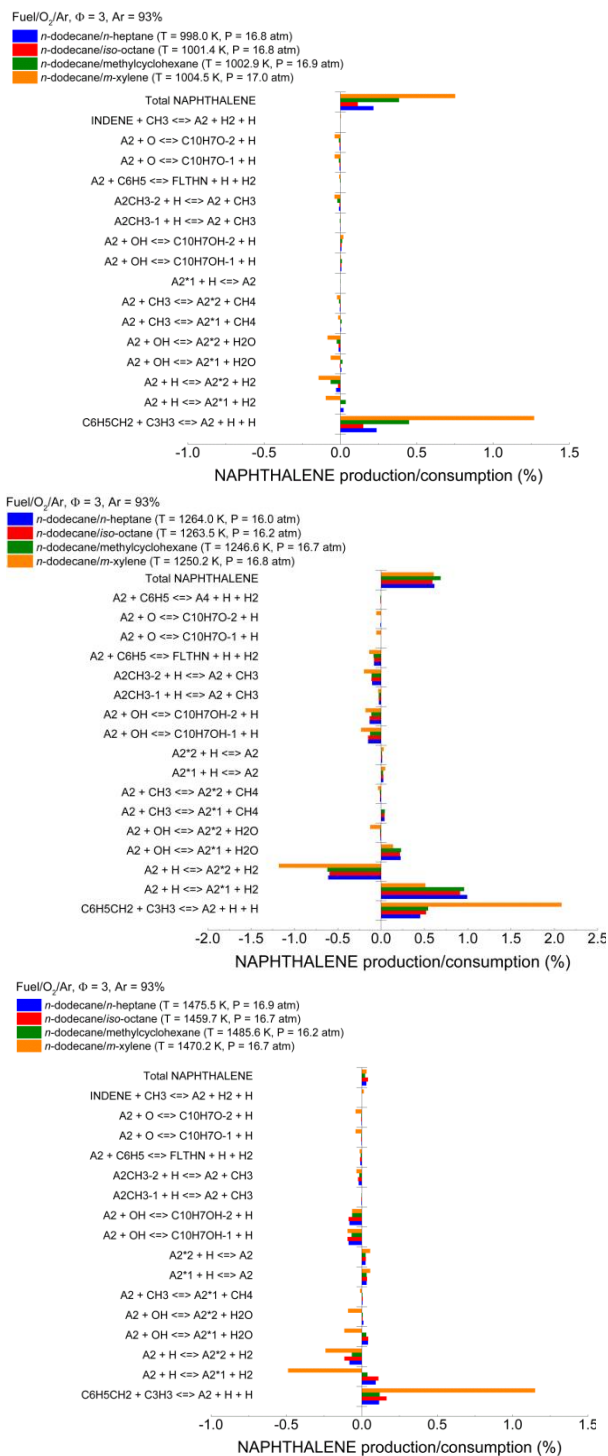 Fuel/O2/Ar, Φ = 3, Ar = 93%
n-dodecane/n-heptane (T = 998.0 K, P = 16.8 atm)
n-dodecane/iso-octane (T = 1001.4 K, P = 16.8 atm)
n-dodecane/methylcyclohexane (T = 1002.9 K, P = 16.9 atm)
n-dodecane/m-xylene (T = 1004.5 K, P = 17.0 atm)
Total NAPHTHALENE
INDENE + CH3 <=> A2 + H2 + H
A2 + O <=> C10H7O-2 + H
A2 + O <=> C10H7O-1 + H
A2 + C6H5 <=> FLTHN + H + H2
A2CH3-2 + H <=> A2 + CH3
A2CH3-1 + H <=> A2 + CH3
A2 + OH <=> C10H7OH-2 + H
A2 + OH <=> C10H7OH-1 + H
A2*1 + H <=> A2
A2 + CH3 <=> A2*2 + CH4
A2 + CH3 <=> A2*1 + CH4
A2 + OH <=> A2*2 + H2O
A2 + OH <=> A2*1 + H2O
A2 + H <=> A2*2 + H2
A2 + H <=> A2*1 + H2
C6H5CH2 + C3H3 <=> A2 + H + H
-1.0 -0.5 0.0 0.5 1.0 1.5
NAPHTHALENE production/consumption (%)
Fuel/O2/Ar, Φ = 3, Ar = 93%
n-dodecane/n-heptane (T = 1264.0 K, P = 16.0 atm)
n-dodecane/iso-octane (T = 1263.5 K, P = 16.2 atm)
n-dodecane/methylcyclohexane (T = 1246.6 K, P = 16.7 atm)
n-dodecane/m-xylene (T = 1250.2 K, P = 16.8 atm)
Total NAPHTHALENE
A2 + C6H5 <=> A4 + H + H2
A2 + O <=> C10H7O-2 + H
A2 + O <=> C10H7O-1 + H
A2 + C6H5 <=> FLTHN + H + H2
A2CH3-2 + H <=> A2 + CH3
A2CH3-1 + H <=> A2 + CH3
A2 + OH <=> C10H7OH-2 + H
A2 + OH <=> C10H7OH-1 + H
A2*2 + H <=> A2
A2*1 + H <=> A2
A2 + CH3 <=> A2*2 + CH4
A2 + CH3 <=> A2*1 + CH4
A2 + OH <=> A2*2 + H2O
A2 + OH <=> A2*1 + H2O
A2 + H <=> A2*2 + H2
A2 + H <=> A2*1 + H2
C6H5CH2 + C3H3 <=> A2 + H + H
-2.0 -1.5 -1.0 -0.5 0.0 0.5 1.0 1.5 2.0 2.5
NAPHTHALENE production/consumption (%)
Fuel/O2/Ar, Φ = 3, Ar = 93%
n-dodecane/n-heptane (T = 1475.5 K, P = 16.9 atm)
n-dodecane/iso-octane (T = 1459.7 K, P = 16.7 atm)
n-dodecane/methylcyclohexane (T = 1485.6 K, P = 16.2 atm)
n-dodecane/m-xylene (T = 1470.2 K, P = 16.7 atm)
Total NAPHTHALENE
INDENE + CH3 <=> A2 + H2 + H
A2 + O <=> C10H7O-2 + H
A2 + O <=> C10H7O-1 + H
A2 + C6H5 <=> FLTHN + H + H2
A2CH3-2 + H <=> A2 + CH3
A2CH3-1 + H <=> A2 + CH3
A2 + OH <=> C10H7OH-2 + H
A2 + OH <=> C10H7OH-1 + H
A2*2 + H <=> A2
A2*1 + H <=> A2
A2 + CH3 <=> A2*1 + CH4
A2 + OH <=> A2*2 + H2O
A2 + OH <=> A2*1 + H2O
A2 + H <=> A2*2 + H2
A2 + H <=> A2*1 + H2
C6H5CH2 + C3H3 <=> A2 + H + H
-1.0 -0.5 0.0 0.5 1.0 1.5
NAPHTHALENE production/consumption (%)